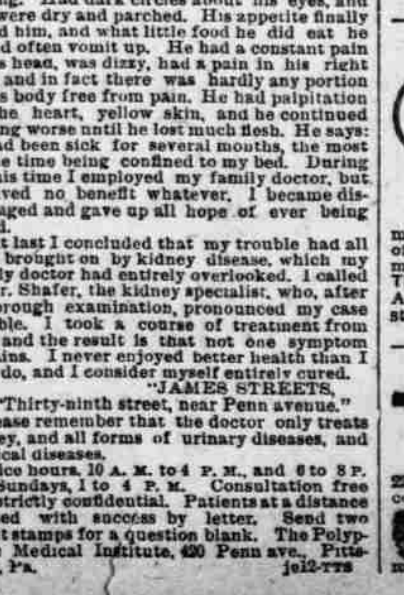 were dry and parched. His zppetite finally
d him, and what little food he did eat he
d often vomit up. He had a constant pain
s head, was dizzy, had a pain in his right
and in fact there was hardly any portion
s body free from pain. He had palpitation
he heart, yellow skin, and he continued
ng worse until he lost much flesh. He says:
ad been sick for several months, the most
e time being confined to my bed. During
is time I employed my family doctor, but
ved no benefit whatever. I became dis-
aged and gave up all hope of ever being
d.
t last I concluded that my trouble had all
brought on by kidney disease, which my
ly doctor had entirely overlooked. I called
r. Shafer, the kidney specialist, who, after
orough examination, pronounced my case
ble. I took a course of treatment from
and the result is that not one symptom
ins. I never enjoyed better health than I
do, and I consider myself entirely cured.
"JAMES STREETS,
"Thirty-ninth street, near Penn avenue."
ase remember that the doctor only treats
ey, and all forms of urinary diseases, and
ical diseases.
ice hours, 10 A. M. to 4 P. M., and 6 to 8 P.
Sundays, 1 to 4 P. M. Consultation free
strictly confidential. Patients at a distance
ed with success by letter. Send two
t stamps for a question blank. The Polyp-
Medical Institute, 420 Penn ave., Pitts-
, Pa. je12-TTS